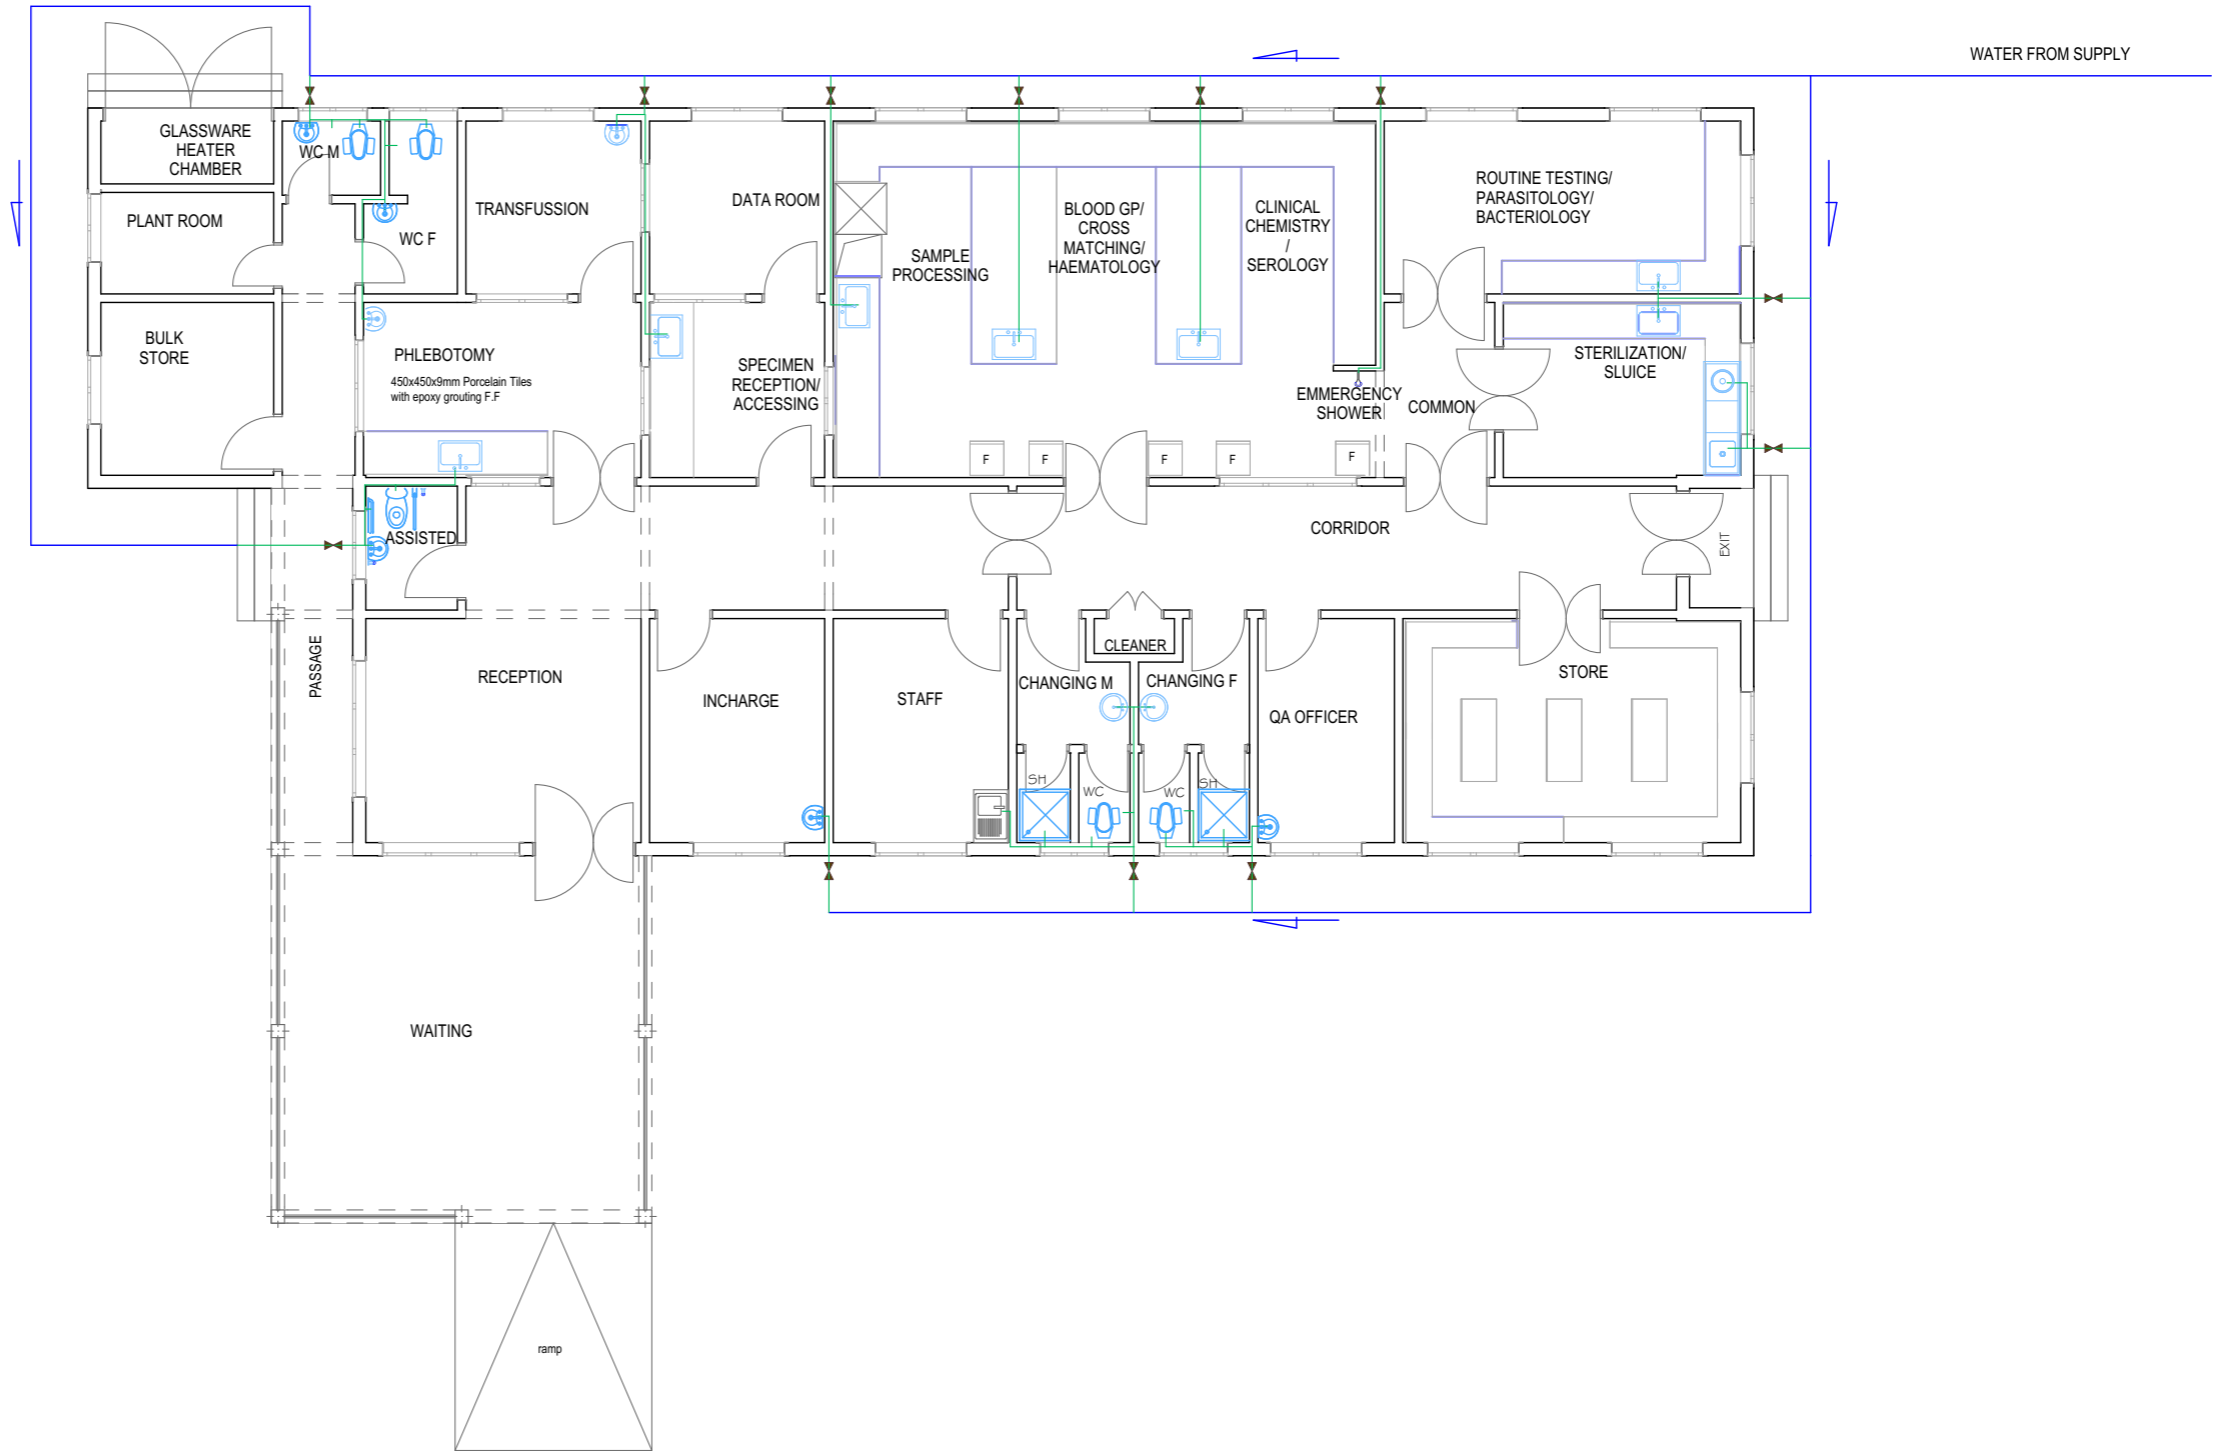 WATER FROM SUPPLY
GLASSWARE
HEATER
CHAMBER
WC M
PLANT ROOM
WC F
TRANSFUSSION
DATA ROOM
SAMPLE
PROCESSING
BLOOD GP/
CROSS
MATCHING/
HAEMATOLOGY
CLINICAL
CHEMISTRY
/
SEROLOGY
ROUTINE TESTING/
PARASITOLOGY/
BACTERIOLOGY
BULK
STORE
PHLEBOTOMY
450x450x9mm Porcelain Tiles
with epoxy grouting F.F
SPECIMEN
RECEPTION/
ACCESSING
EMMERGENCY
SHOWER
COMMON
STERILIZATION/
SLUICE
F
F
F
F
F
ASSISTED
CORRIDOR
EXIT
PASSAGE
RECEPTION
INCHARGE
STAFF
CLEANER
CHANGING M
CHANGING F
QA OFFICER
STORE
SH
WC
WC
SH
WAITING
ramp